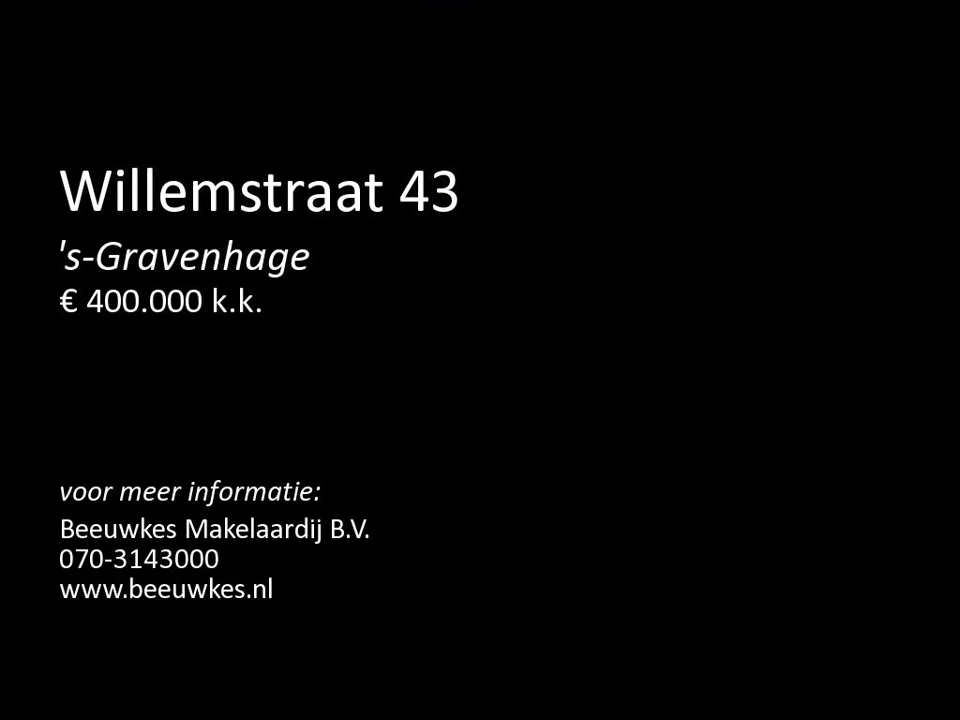 Willemstraat 43
's-Gravenhage
€ 400.000 k.k.
voor meer informatie:
Beeuwkes Makelaardij B.V.
070-3143000
www.beeuwkes.nl